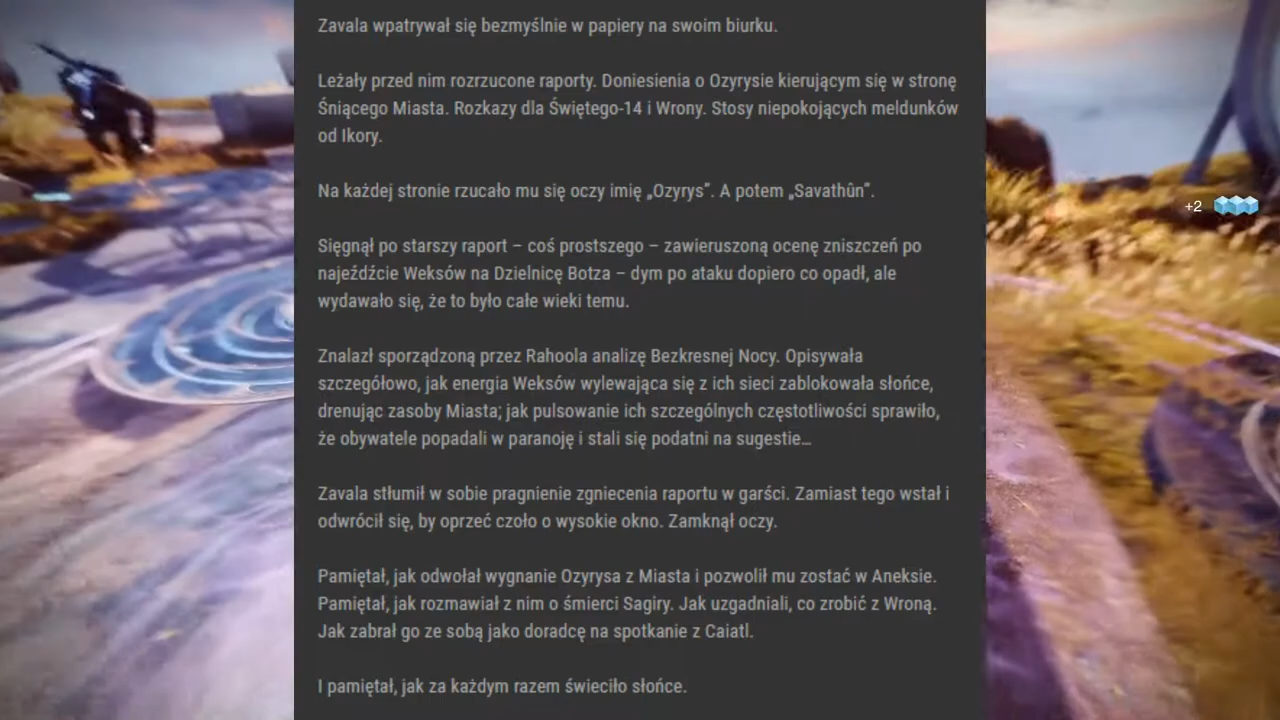 Zavala wpatrywał się bezmyślnie w papiery na swoim biurku.
Leżały przed nim rozrzucone raporty. Doniesienia o Ozyrysie kierującym się w stronę
Śniącego Miasta. Rozkazy dla Świętego-14 i Wrony. Stosy niepokojących meldunków
od Ikory.
Na każdej stronie rzucało mu się oczy imię „Ozyrys”. A potem „Savathûn”.
Sięgnął po starszy raport – coś prostszego – zawieruszoną ocenę zniszczeń po
najeźdźcie Weksów na Dzielnicę Botza – dym po ataku dopiero co opadł, ale
wydawało się, że to było całe wieki temu.
Znalazł sporządzoną przez Rahoola analizę Bezkresnej Nocy. Opisywała
szczegółowo, jak energia Weksów wylewająca się z ich sieci zablokowała słońce,
drenując zasoby Miasta; jak pulsowanie ich szczególnych częstotliwości sprawiło,
że obywatele popadali w paranoję i stali się podatni na sugestie…
Zavala stłumił w sobie pragnienie zgniecenia raportu w garści. Zamiast tego wstał i
odwrócił się, by oprzeć czoło o wysokie okno. Zamknął oczy.
Pamiętał, jak odwołał wygnanie Ozyrysa z Miasta i pozwolił mu zostać w Aneksie.
Pamiętał, jak rozmawiał z nim o śmierci Sagiry. Jak uzgadniali, co zrobić z Wroną.
Jak zabrał go ze sobą jako doradcę na spotkanie z Caiatl.
I pamiętał, jak za każdym razem świeciło słońce.
+2